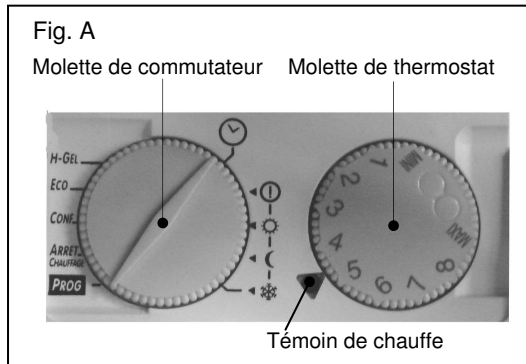 Fig. A
Molette de commutateur
Molette de thermostat
H-GEL
ECO
CONF.
ARRET
CHAUFFAGE
PROG
MINI
1
2
3
4
5
6
7
8
MAXI
Témoin de chauffe